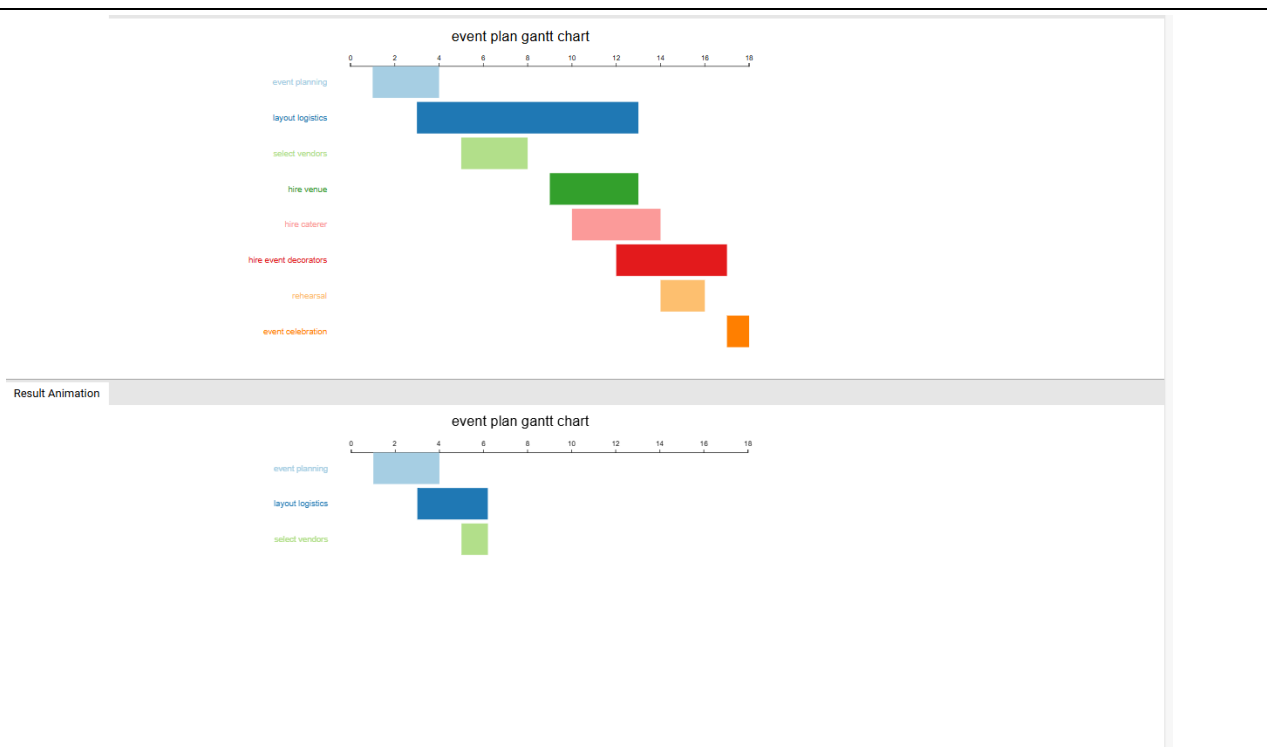 event plan gantt chart
0 2 4 6 8 10 12 14 16 18
event planning
layout logistics
select vendors
hire venue
hire caterer
hire event decorators
rehearsal
event celebration
Result Animation
event plan gantt chart
0 2 4 6 8 10 12 14 16 18
event planning
layout logistics
select vendors